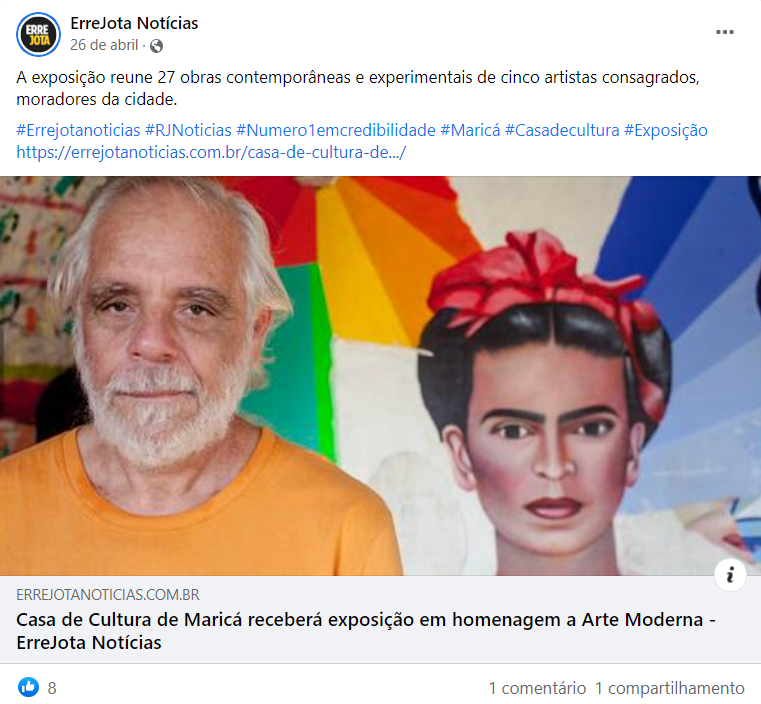 ERRE
JOTA
ErreJota Notícias
26 de abril ·
A exposição reune 27 obras contemporâneas e experimentais de cinco artistas consagrados,
moradores da cidade.
#Errejotanoticias #RJNoticias #Numero1emcredibilidade #Maricá #Casadecultura #Exposição
https://errejotanoticias.com.br/casa-de-cultura-de.../
ERREJOTANOTICIAS.COM.BR
Casa de Cultura de Maricá receberá exposição em homenagem a Arte Moderna -
ErreJota Notícias
8
1 comentário 1 compartilhamento